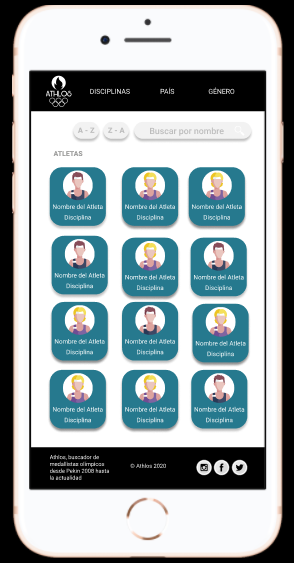 ATHLOS
DISCIPLINAS PAÍS GÉNERO
A - Z Z - A Buscar por nombre
ATLETAS
Nombre del Atleta Nombre del Atleta Nombre del Atleta
Disciplina Disciplina Disciplina
Nombre del Atleta Nombre del Atleta Nombre del Atleta
Disciplina Disciplina Disciplina
Nombre del Atleta Nombre del Atleta Nombre del Atleta
Disciplina Disciplina Disciplina
Nombre del Atleta Nombre del Atleta Nombre del Atleta
Disciplina Disciplina Disciplina
Athlos, buscador de
medallistas olimpicos
desde Pekin 2008 hasta
la actualidad
© Athlos 2020